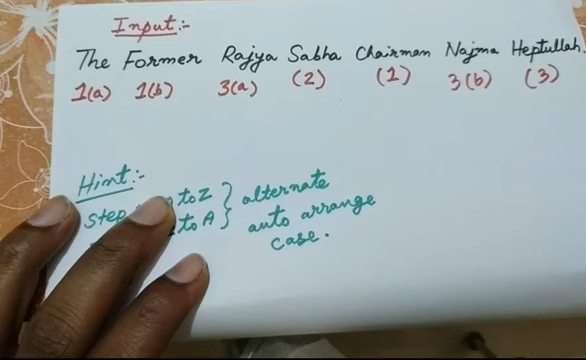 Input:-
The Former Rajya Sabha Chairman Najma Heptullah.
1(a) 1(b) 3(a) (2) (1) 3(b) (3)
Hint:-
Step to Z } alternate
to A } auto arrange
case.